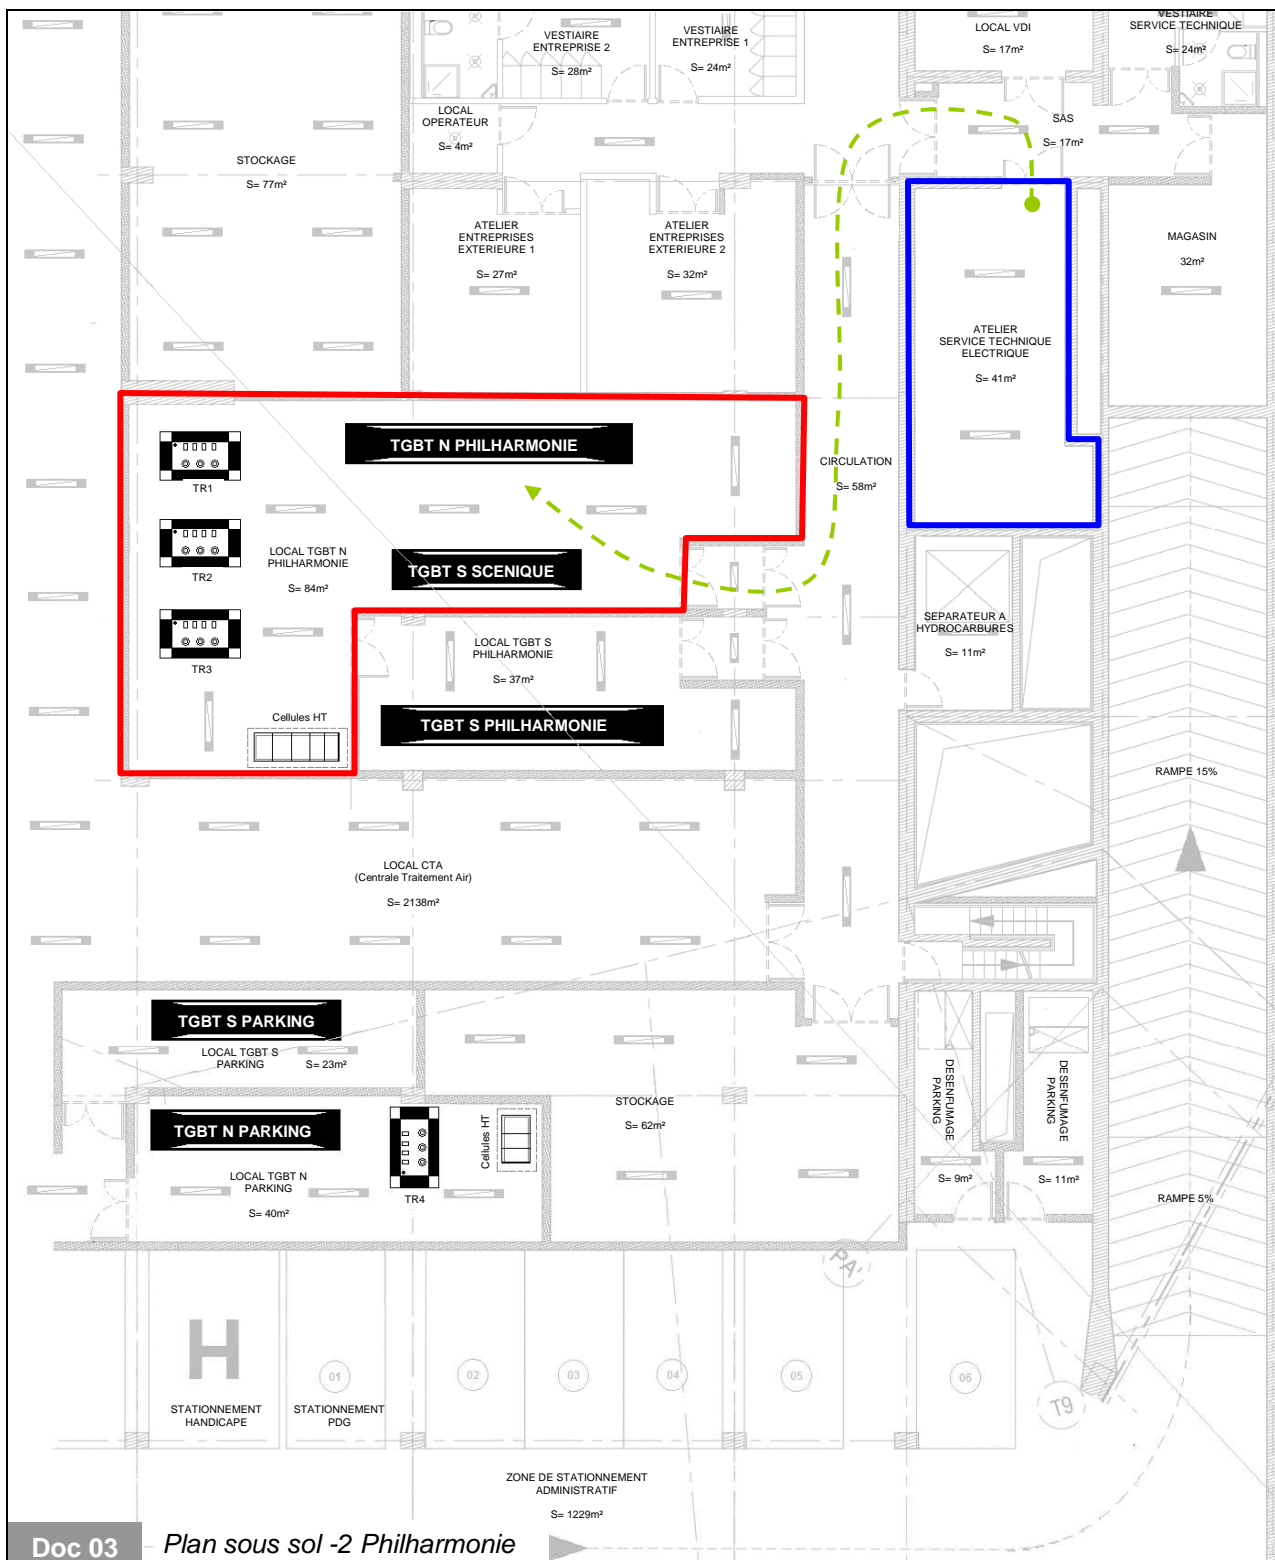 VESTIAIRE
ENTREPRISE 2
S= 28m²
VESTIAIRE
ENTREPRISE 1
S= 24m²
LOCAL VDI
S= 17m²
VESTIAIRE
SERVICE TECHNIQUE
S= 24m²
LOCAL
OPERATEUR
S= 4m²
SAS
S= 17m²
STOCKAGE
S= 77m²
ATELIER
ENTREPRISES
EXTERIEURE 1
S= 27m²
ATELIER
ENTREPRISES
EXTERIEURE 2
S= 32m²
MAGASIN
32m²
ATELIER
SERVICE TECHNIQUE
ELECTRIQUE
S= 41m²
TGBT N PHILHARMONIE
TR1
CIRCULATION
S= 58m²
LOCAL TGBT N
PHILHARMONIE
S= 84m²
TR2
TGBT S SCENIQUE
SEPARATEUR A
HYDROCARBURES
S= 11m²
LOCAL TGBT S
PHILHARMONIE
S= 37m²
TR3
Cellules HT
TGBT S PHILHARMONIE
RAMPE 15%
LOCAL CTA
(Centrale Traitement Air)
S= 2138m²
TGBT S PARKING
LOCAL TGBT S
PARKING
S= 23m²
STOCKAGE
S= 62m²
DESENFUMAGE
PARKING
S= 9m²
DESENFUMAGE
PARKING
S= 11m²
TGBT N PARKING
Cellules HT
LOCAL TGBT N
PARKING
S= 40m²
TR4
RAMPE 5%
PA'
H
01
02
03
04
05
06
T9
STATIONNEMENT
HANDICAPE
STATIONNEMENT
PDG
ZONE DE STATIONNEMENT
ADMINISTRATIF
S= 1229m²
Doc 03
Plan sous sol -2 Philharmonie